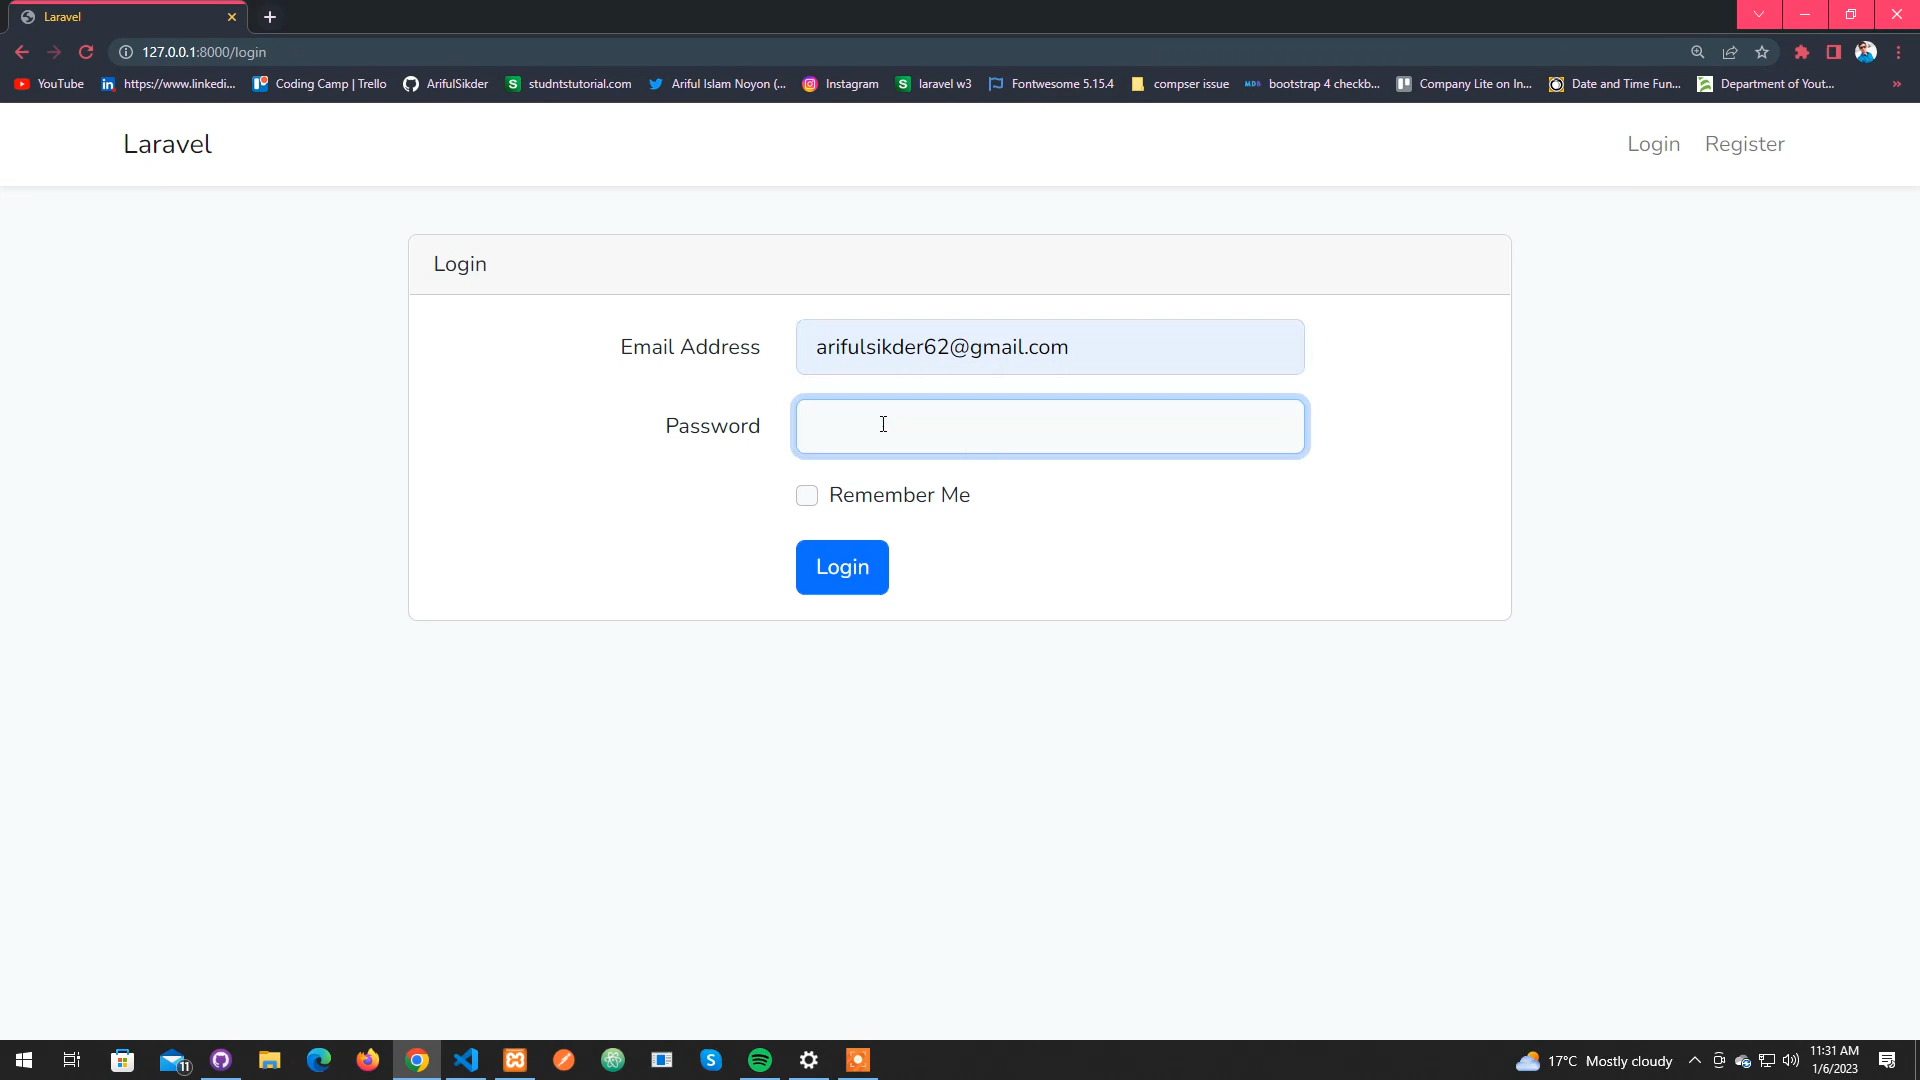 Laravel
127.0.0.1:8000/login
YouTube https://www.linkedi... Coding Camp | Trello ArifulSikder studntstutorial.com Ariful Islam Noyon (... Instagram laravel w3 Fontwesome 5.15.4 compser issue MDB bootstrap 4 checkb... Company Lite on In... Date and Time Fun... Department of Yout... »
Laravel Login Register
Login
Email Address arifulsikder62@gmail.com
Password
Remember Me
Login
11 17°C Mostly cloudy 11:31 AM
1/6/2023